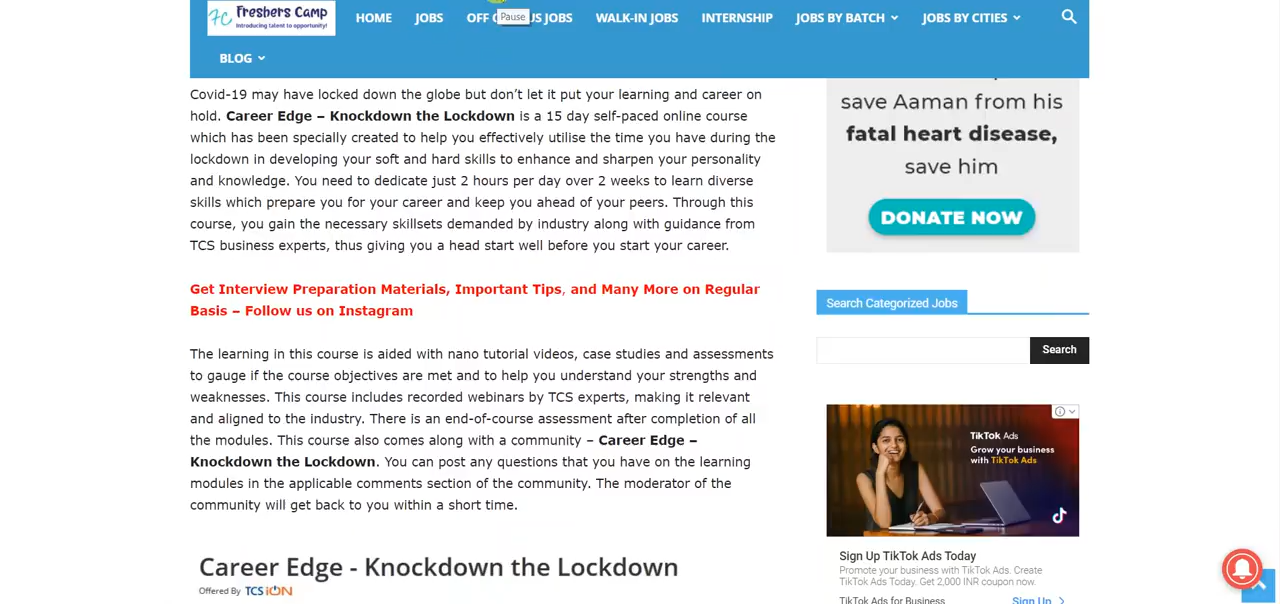 Freshers Camp
Introducing talent to opportunity!
HOME
JOBS
OFF
US JOBS
Pause
WALK-IN JOBS
INTERNSHIP
JOBS BY BATCH
JOBS BY CITIES
BLOG
Covid-19 may have locked down the globe but don’t let it put your learning and career on
hold. Career Edge – Knockdown the Lockdown is a 15 day self-paced online course
which has been specially created to help you effectively utilise the time you have during the
lockdown in developing your soft and hard skills to enhance and sharpen your personality
and knowledge. You need to dedicate just 2 hours per day over 2 weeks to learn diverse
skills which prepare you for your career and keep you ahead of your peers. Through this
course, you gain the necessary skillsets demanded by industry along with guidance from
TCS business experts, thus giving you a head start well before you start your career.
Get Interview Preparation Materials, Important Tips, and Many More on Regular
Basis – Follow us on Instagram
The learning in this course is aided with nano tutorial videos, case studies and assessments
to gauge if the course objectives are met and to help you understand your strengths and
weaknesses. This course includes recorded webinars by TCS experts, making it relevant
and aligned to the industry. There is an end-of-course assessment after completion of all
the modules. This course also comes along with a community – Career Edge –
Knockdown the Lockdown. You can post any questions that you have on the learning
modules in the applicable comments section of the community. The moderator of the
community will get back to you within a short time.
Career Edge - Knockdown the Lockdown
Offered By TCS iON
save Aaman from his
fatal heart disease,
save him
DONATE NOW
Search Categorized Jobs
Search
TikTok Ads
Grow your business
with TikTok Ads
Sign Up TikTok Ads Today
Promote your business with TikTok Ads. Create
TikTok Ads Today. Get 2,000 INR coupon now.
TikTok Ads for Business
Sign Up